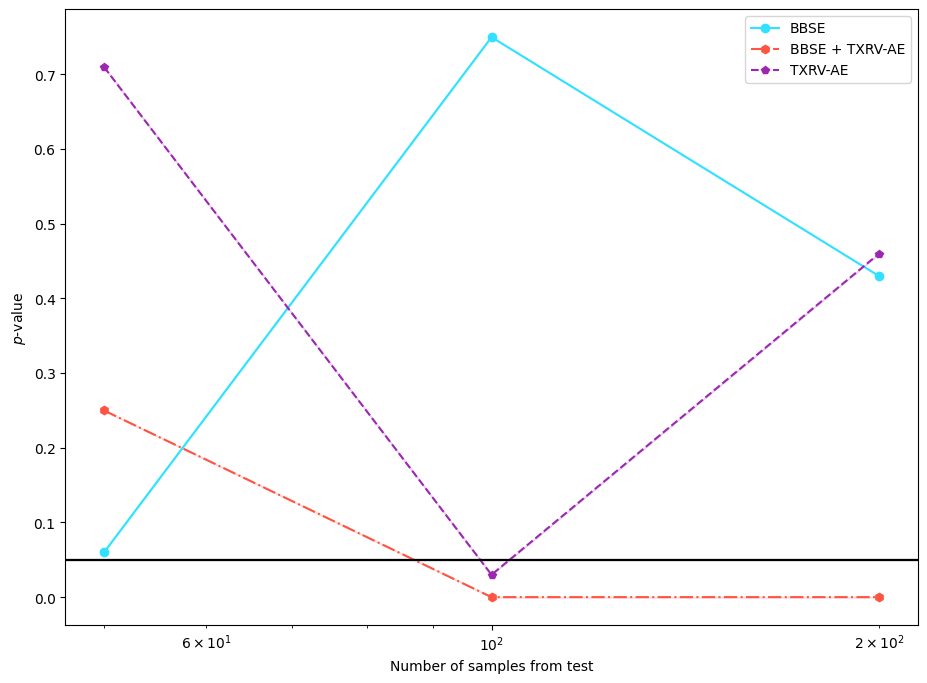 BBSE
BBSE + TXRV-AE
TXRV-AE
0.7
0.6
0.5
0.4
0.3
0.2
0.1
0.0
p-value
6 × 10¹
10²
2 × 10²
Number of samples from test